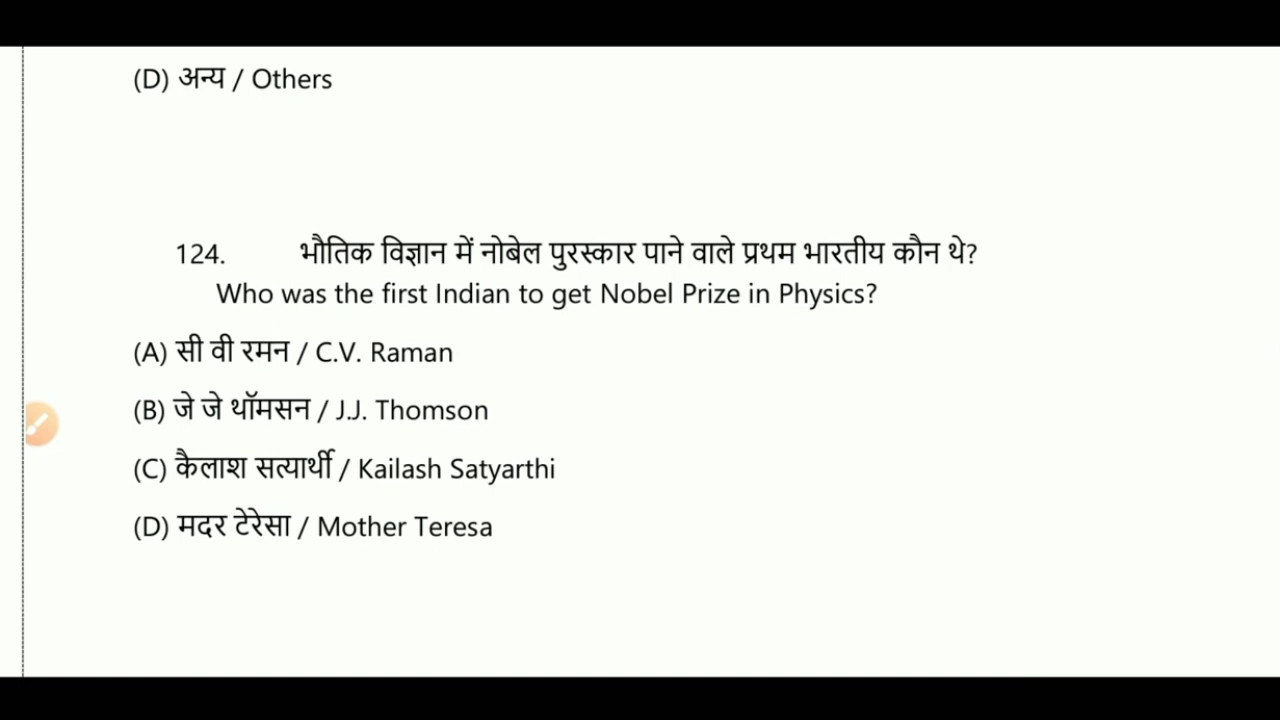 (D) अन्य / Others
124. भौतिक विज्ञान में नोबेल पुरस्कार पाने वाले प्रथम भारतीय कौन थे?
Who was the first Indian to get Nobel Prize in Physics?
(A) सी वी रमन / C.V. Raman
(B) जे जे थॉमसन / J.J. Thomson
(C) कैलाश सत्यार्थी / Kailash Satyarthi
(D) मदर टेरेसा / Mother Teresa